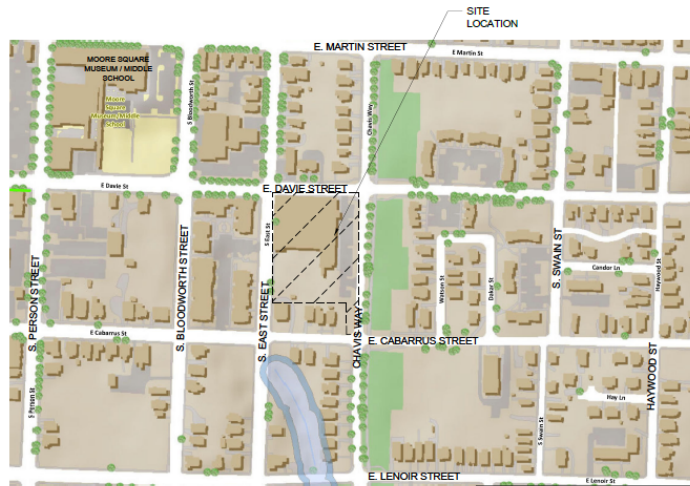 SITE
LOCATION
E. MARTIN STREET
E Martin St
MOORE SQUARE
MUSEUM / MIDDLE
SCHOOL
Moore
Square
Museum/Middle
School
S Bloodworth St
Chavis Way
E Davie St
E. DAVIE STREET
S. PERSON STREET
S. BLOODWORTH STREET
S. EAST STREET
S East St
CHAVIS WAY
Watson St
Dakar St
S. SWAIN ST
Candor Ln
Haywood St
E Cabarrus St
E. CABARRUS STREET
HAYWOOD ST
S Person St
S Swain St
Hay Ln
E. LENOIR STREET
E Lenoir St